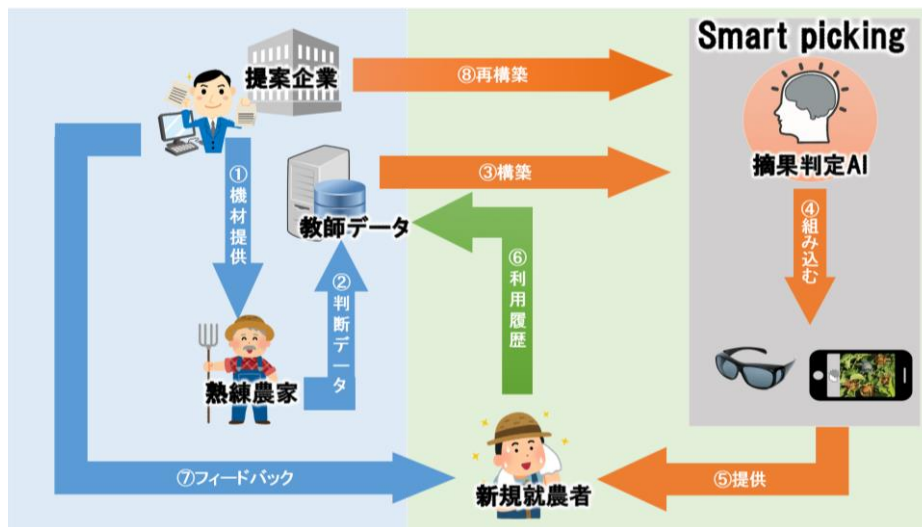 Smart picking
提案企業
⑧再構築
摘果判定AI
③構築
①機材提供
教師データ
④組み込む
②判断データ
⑥利用履歴
熟練農家
⑦フィードバック
新規就農者
⑤提供